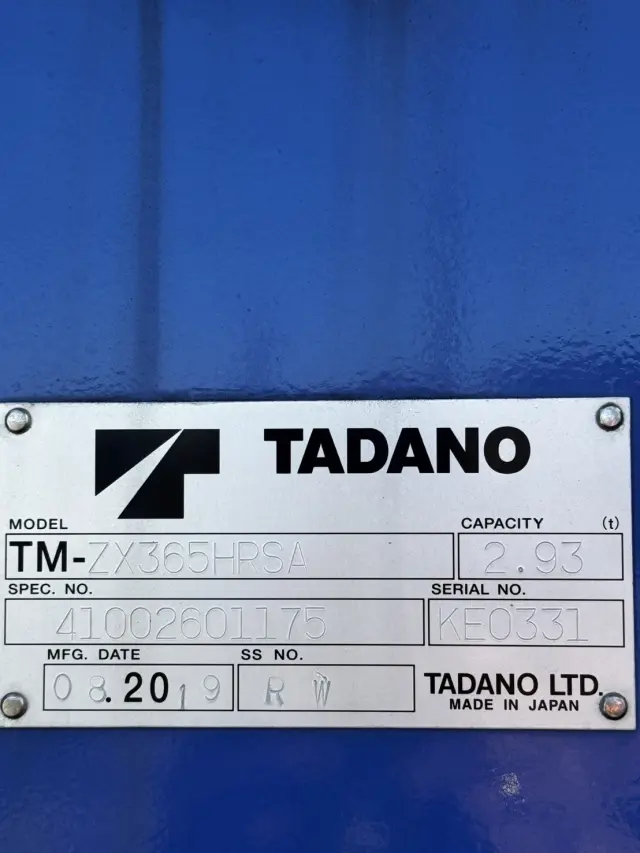 TADANO
MODEL CAPACITY (t)
TM-ZX365HRSA 2.93
SPEC. NO. SERIAL NO.
41002601175 KE0331
MFG. DATE SS NO.
08.2019 RW
TADANO LTD.
MADE IN JAPAN